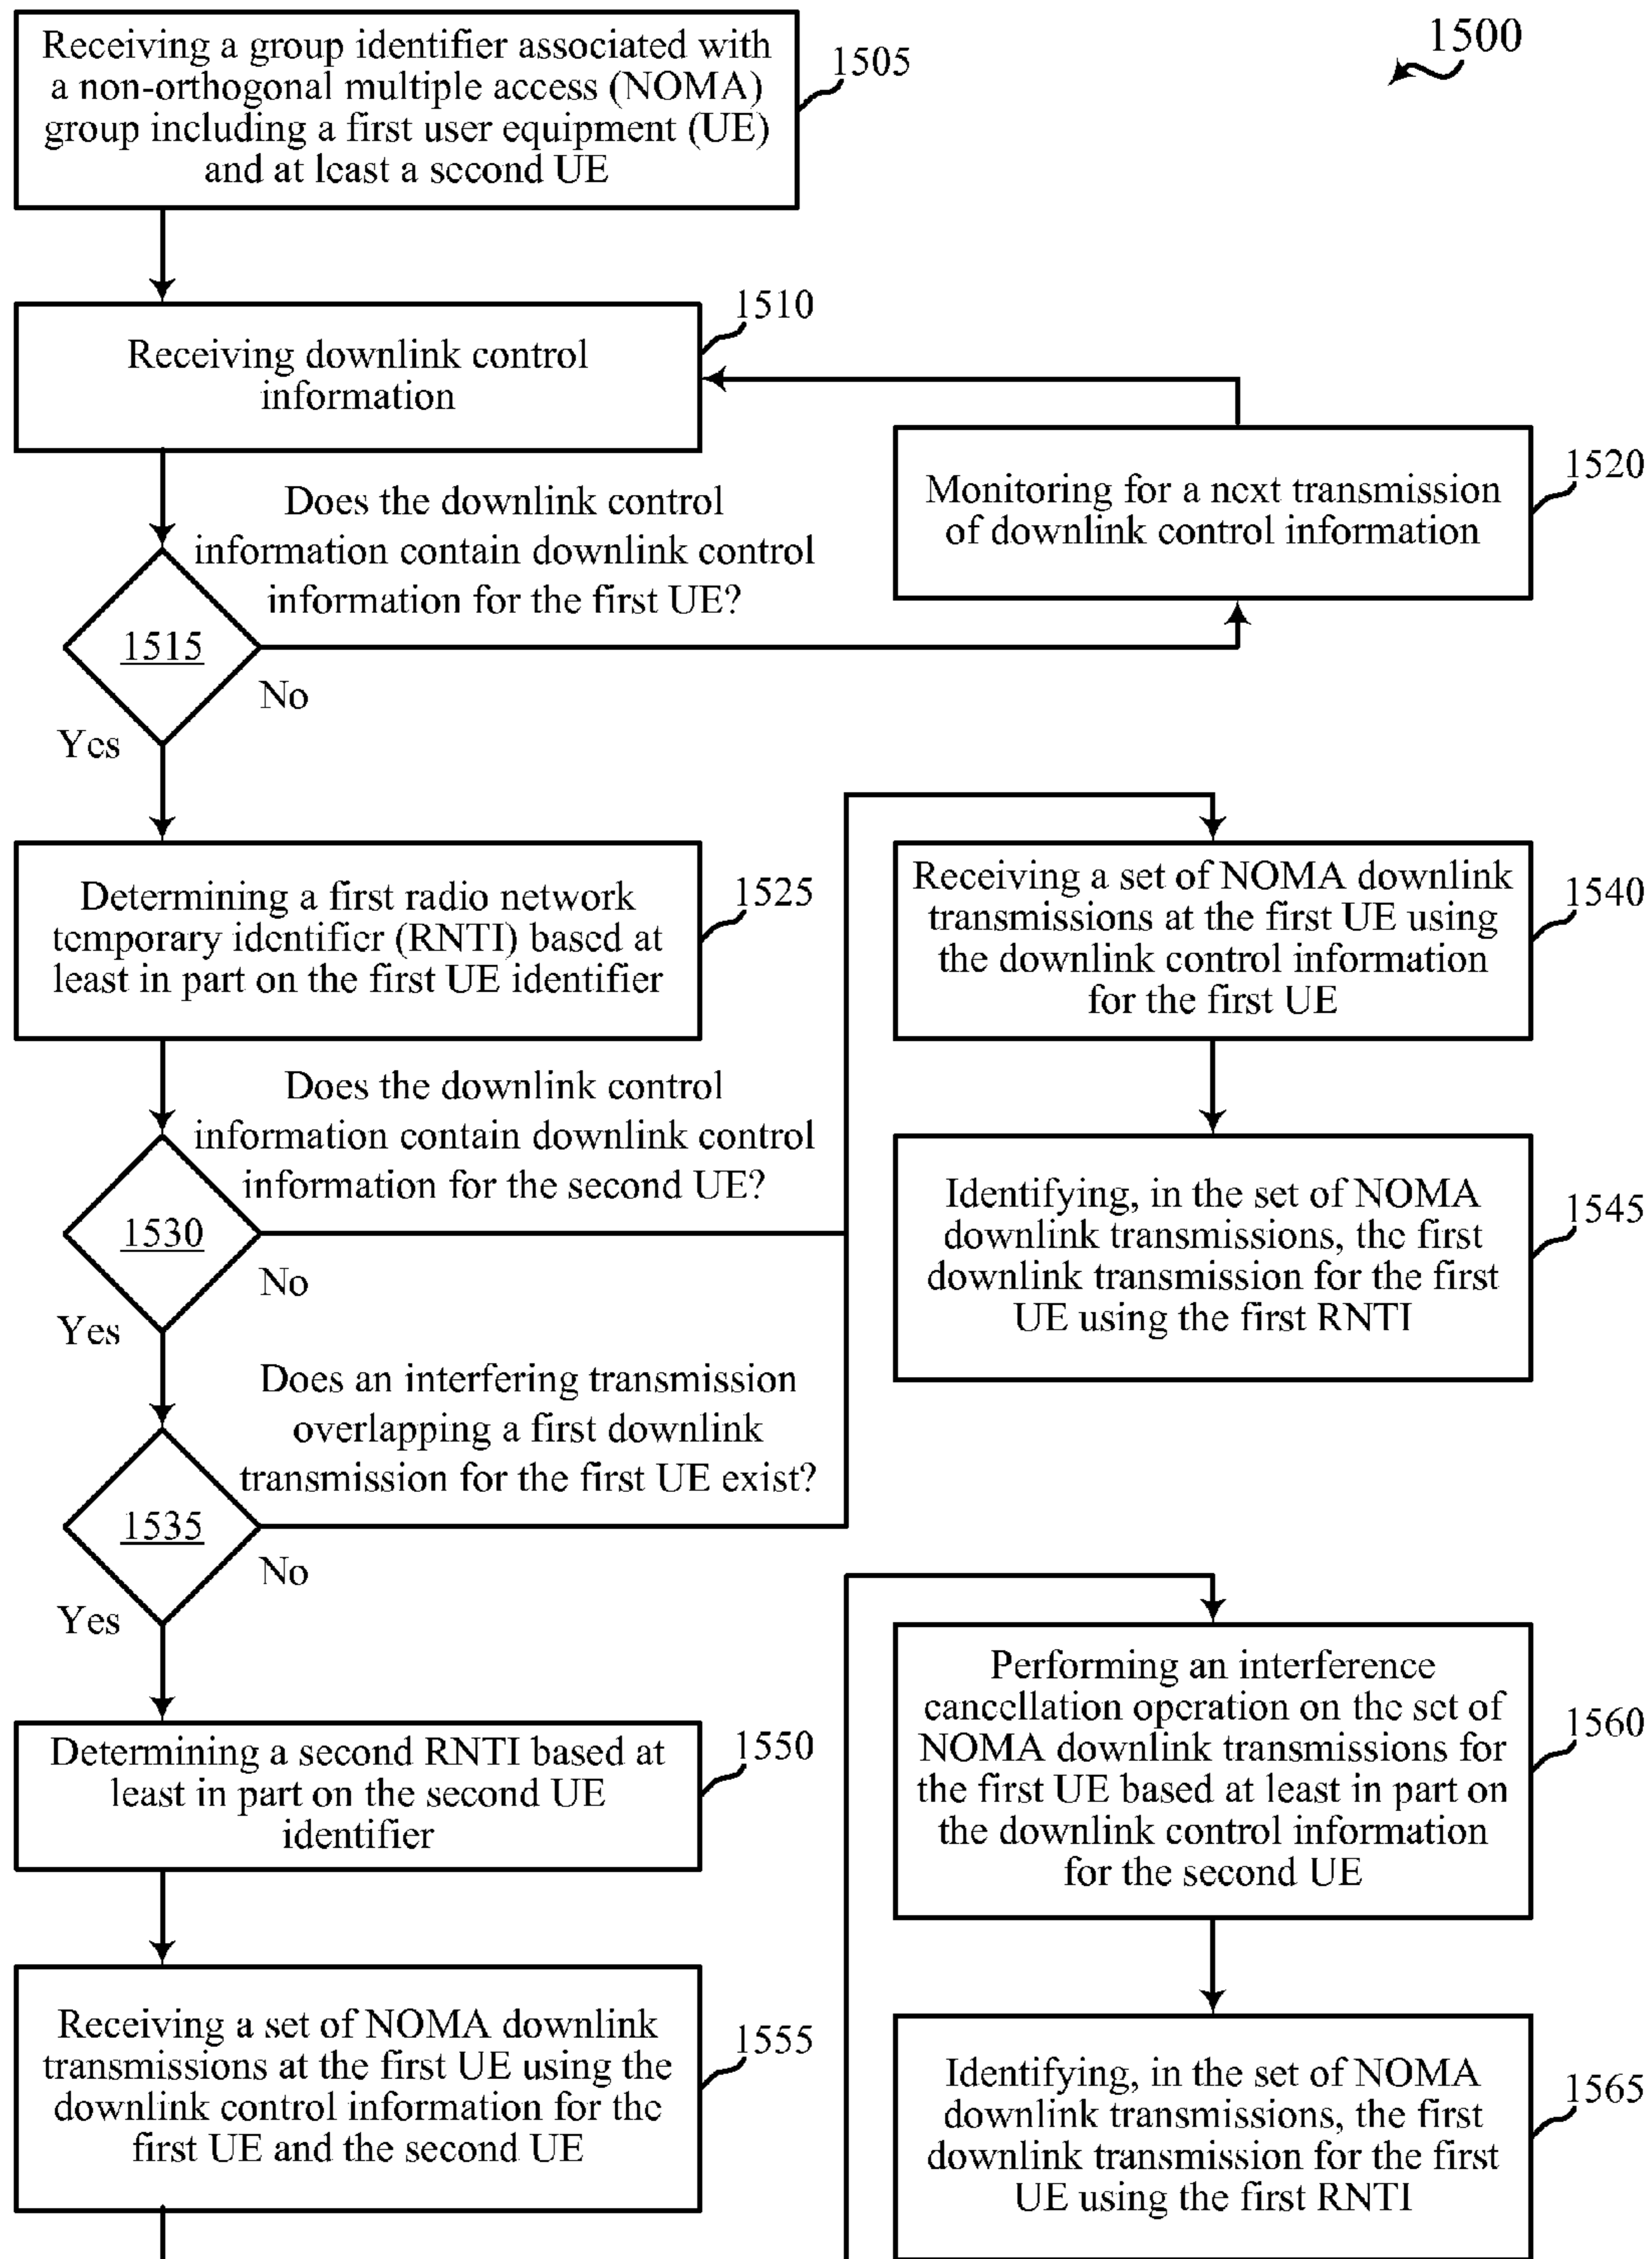 1500
Receiving a group identifier associated with
a non-orthogonal multiple access (NOMA)
group including a first user equipment (UE)
and at least a second UE
1505
Receiving downlink control
information
1510
Does the downlink control
information contain downlink control
information for the first UE?
1515
No
Yes
Monitoring for a next transmission
of downlink control information
1520
Determining a first radio network
temporary identifier (RNTI) based at
least in part on the first UE identifier
1525
Does the downlink control
information contain downlink control
information for the second UE?
1530
No
Yes
Does an interfering transmission
overlapping a first downlink
transmission for the first UE exist?
1535
No
Yes
Receiving a set of NOMA downlink
transmissions at the first UE using
the downlink control information
for the first UE
1540
Identifying, in the set of NOMA
downlink transmissions, the first
downlink transmission for the first
UE using the first RNTI
1545
Determining a second RNTI based at
least in part on the second UE
identifier
1550
Receiving a set of NOMA downlink
transmissions at the first UE using the
downlink control information for the
first UE and the second UE
1555
Performing an interference
cancellation operation on the set of
NOMA downlink transmissions for
the first UE based at least in part on
the downlink control information
for the second UE
1560
Identifying, in the set of NOMA
downlink transmissions, the first
downlink transmission for the first
UE using the first RNTI
1565